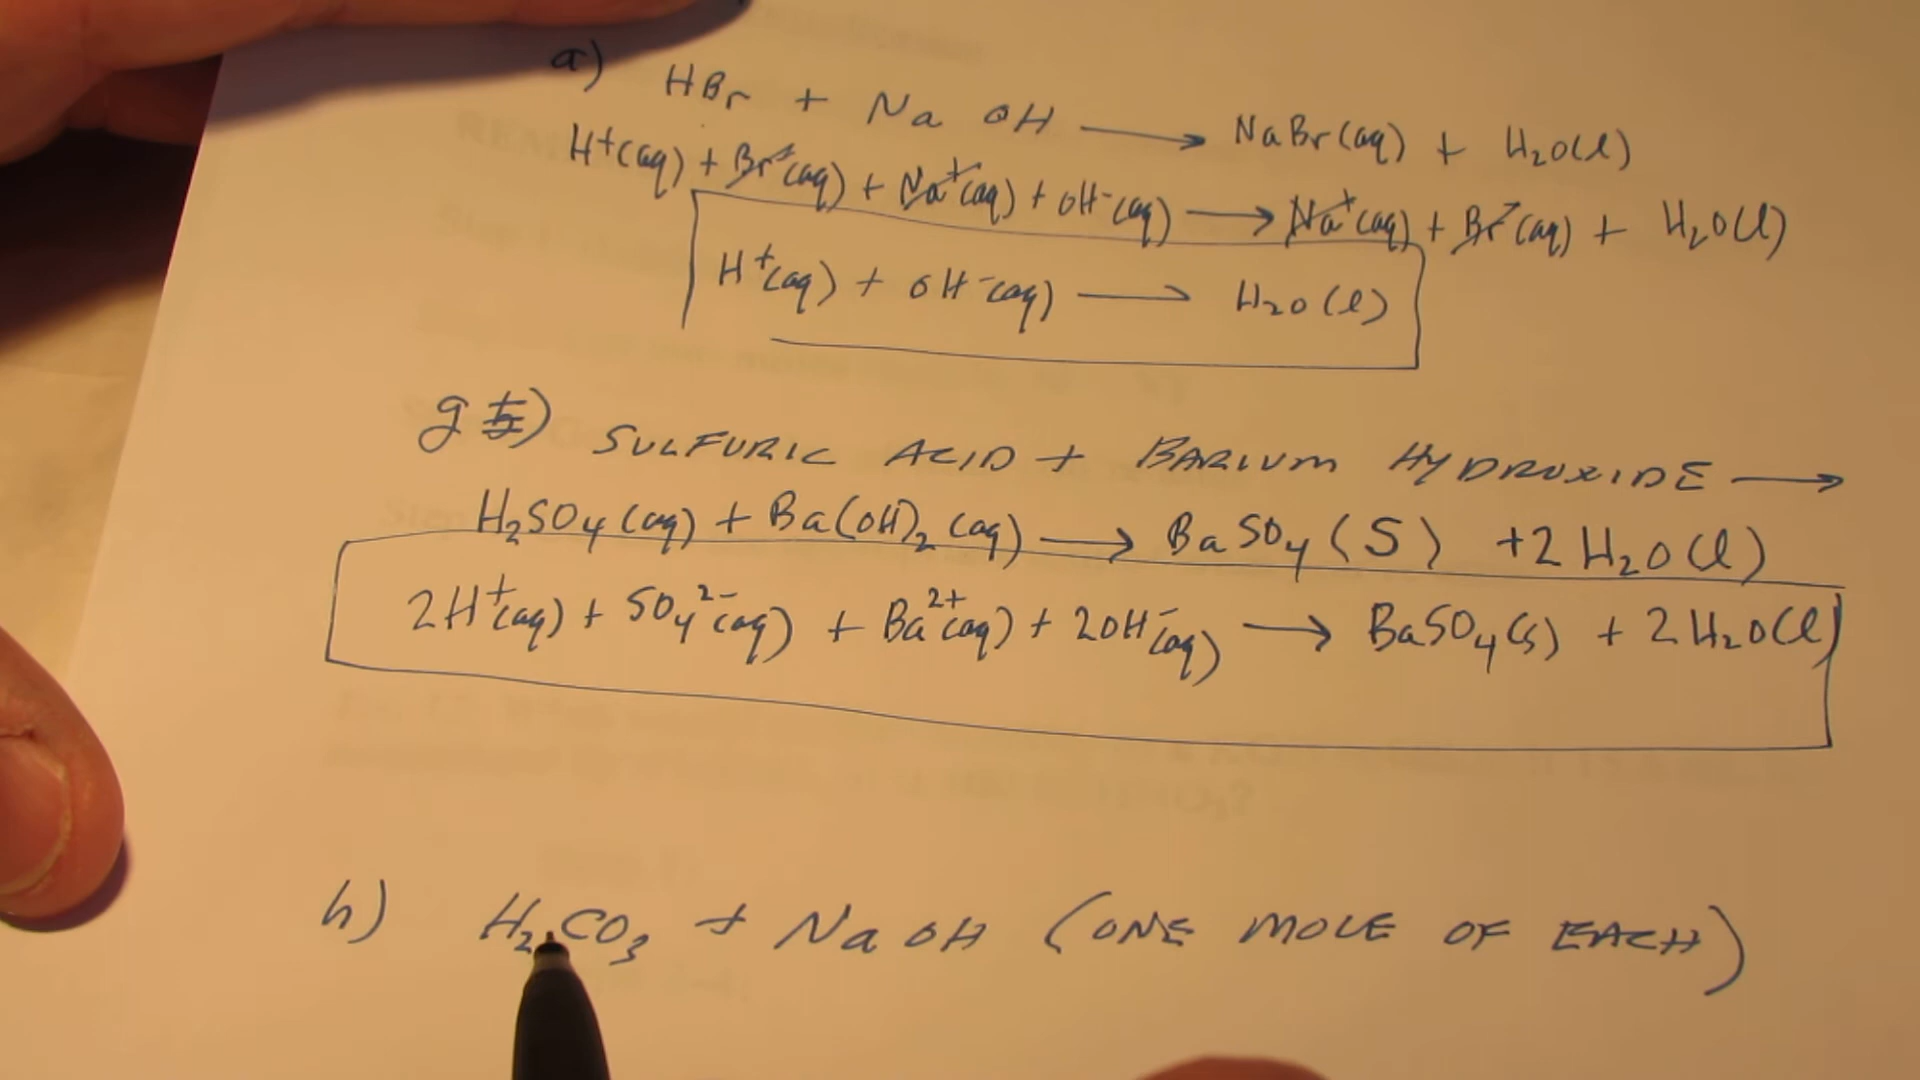 a) HBr + NaOH → NaBr(aq) + H₂O(l)
H⁺(aq) + Br⁻(aq) + Na⁺(aq) + OH⁻(aq) → Na⁺(aq) + Br⁻(aq) + H₂O(l)
H⁺(aq) + OH⁻(aq) → H₂O(l)
g) SULFURIC ACID + BARIUM HYDROXIDE →
H₂SO₄(aq) + Ba(OH)₂(aq) → BaSO₄(S) + 2 H₂O(l)
2H⁺(aq) + SO₄²⁻(aq) + Ba²⁺(aq) + 2OH⁻(aq) → BaSO₄(s) + 2H₂O(l)
h) H₂CO₃ + NaOH (ONE MOLE OF EACH)